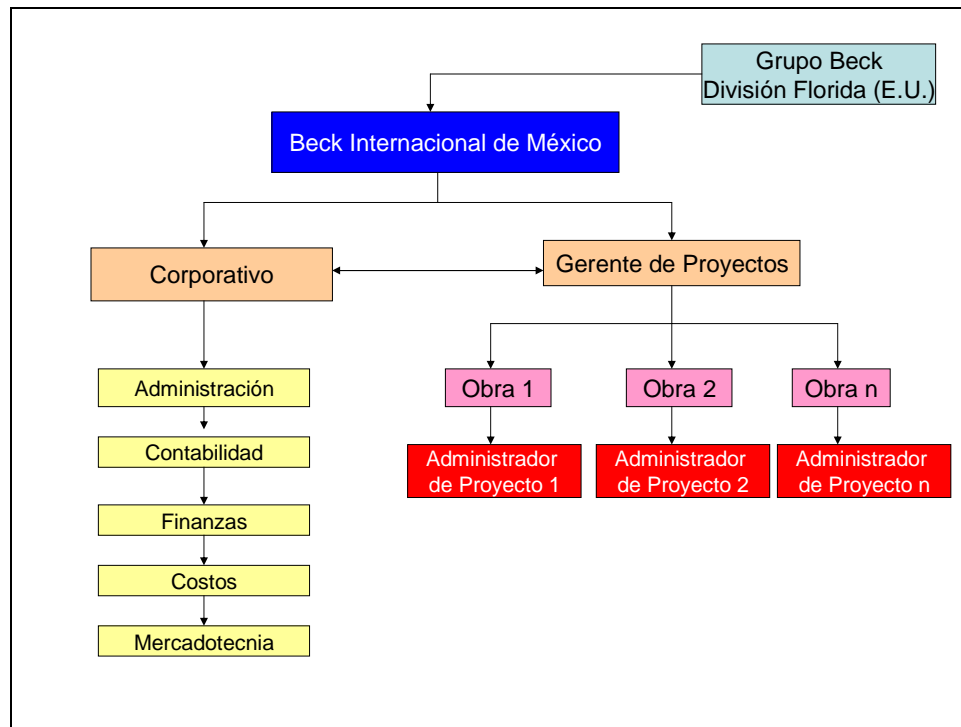 Grupo Beck
División Florida (E.U.)
Beck Internacional de México
Corporativo
Gerente de Proyectos
Administración
Contabilidad
Finanzas
Costos
Mercadotecnia
Obra 1
Obra 2
Obra n
Administrador
de Proyecto 1
Administrador
de Proyecto 2
Administrador
de Proyecto n